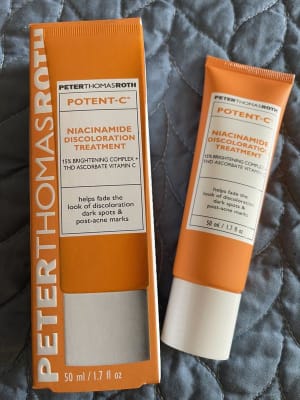 PETERTHOMASROTH
PETERTHOMASROTH
POTENT-C™
NIACINAMIDE
DISCOLORATION
TREATMENT
15% BRIGHTENING COMPLEX +
THD ASCORBATE VITAMIN C
helps fade the
look of discoloration
dark spots &
post-acne marks
50 ml / 1.7 fl oz
PETERTHOMASROTH
POTENT-C™
NIACINAMIDE
DISCOLORATION
TREATMENT
15% BRIGHTENING COMPLEX +
THD ASCORBATE VITAMIN C
helps fade the
look of discoloration
dark spots &
post-acne marks
50 ml / 1.7 fl oz